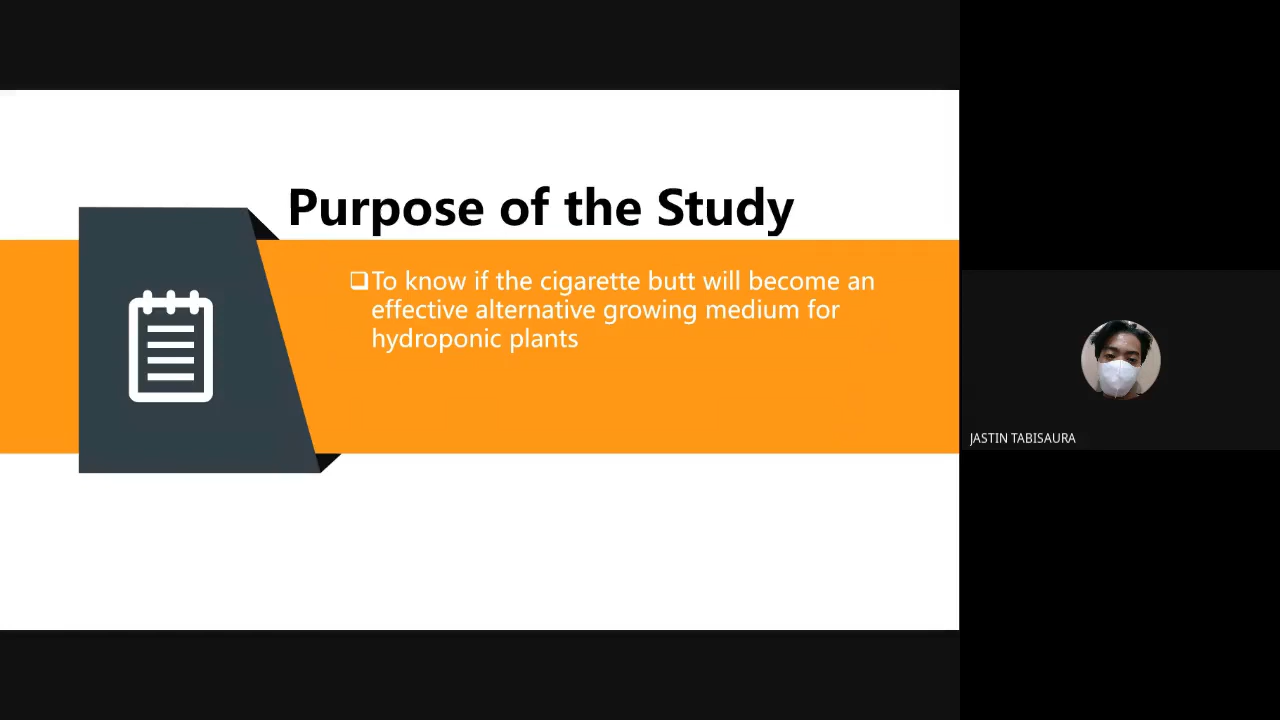 Purpose of the Study
❑To know if the cigarette butt will become an
effective alternative growing medium for
hydroponic plants
JASTIN TABISAURA